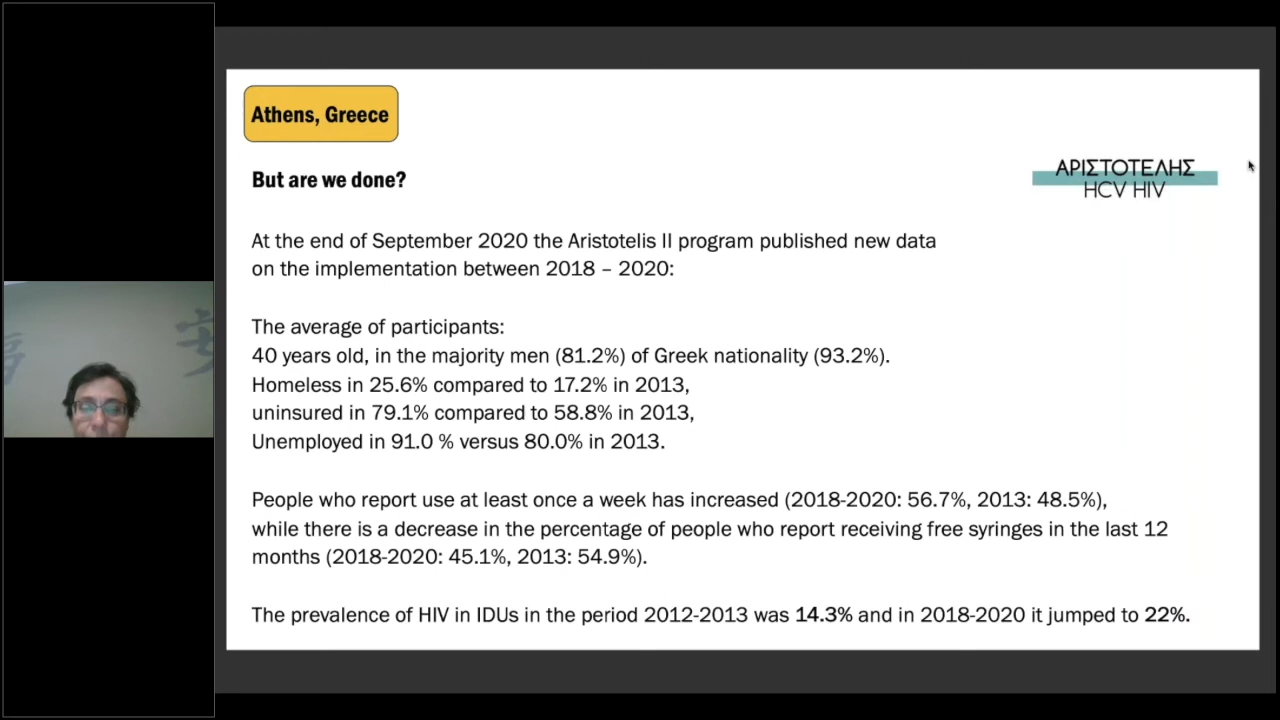 Athens, Greece
But are we done?
ΑΡΙΣΤΟΤΕΛΗΣ
HCV HIV
At the end of September 2020 the Aristotelis II program published new data
on the implementation between 2018 – 2020:
The average of participants:
40 years old, in the majority men (81.2%) of Greek nationality (93.2%).
Homeless in 25.6% compared to 17.2% in 2013,
uninsured in 79.1% compared to 58.8% in 2013,
Unemployed in 91.0 % versus 80.0% in 2013.
People who report use at least once a week has increased (2018-2020: 56.7%, 2013: 48.5%),
while there is a decrease in the percentage of people who report receiving free syringes in the last 12
months (2018-2020: 45.1%, 2013: 54.9%).
The prevalence of HIV in IDUs in the period 2012-2013 was 14.3% and in 2018-2020 it jumped to 22%.